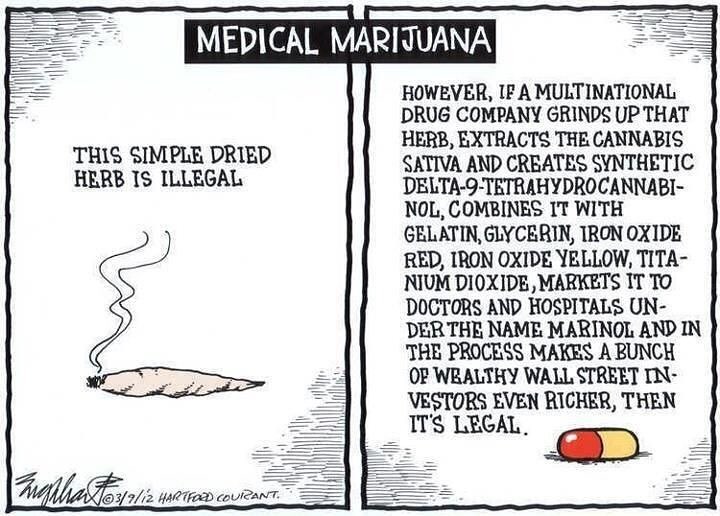 MEDICAL MARIJUANA
THIS SIMPLE DRIED
HERB IS ILLEGAL
HOWEVER, IF A MULTINATIONAL
DRUG COMPANY GRINDS UP THAT
HERB, EXTRACTS THE CANNABIS
SATIVA AND CREATES SYNTHETIC
DELTA-9-TETRAHYDROCANNABI-
NOL, COMBINES IT WITH
GELATIN, GLYCERIN, IRON OXIDE
RED, IRON OXIDE YELLOW, TITA-
NIUM DIOXIDE, MARKETS IT TO
DOCTORS AND HOSPITALS UN-
DER THE NAME MARINOL AND IN
THE PROCESS MAKES A BUNCH
OF WEALTHY WALL STREET IN-
VESTORS EVEN RICHER, THEN
IT'S LEGAL.
©3/9/12 HARTFORD COURANT.